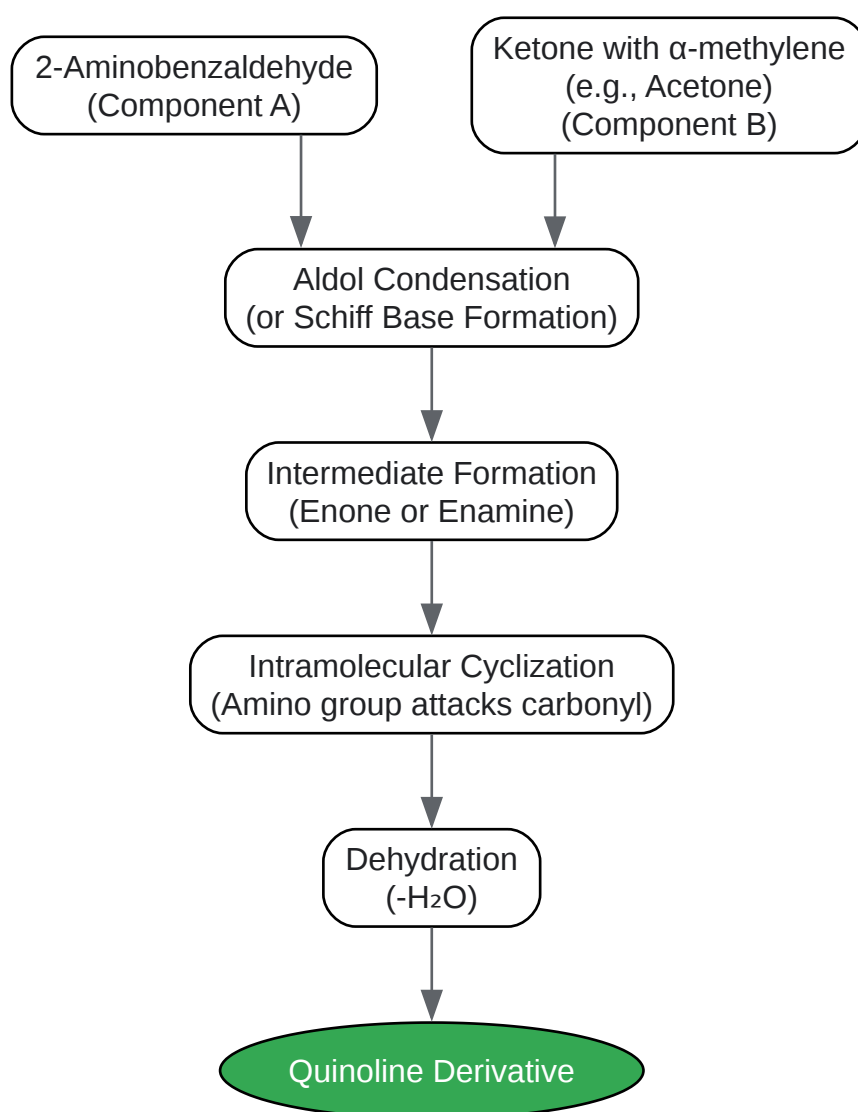 2-Aminobenzaldehyde
(Component A)
Ketone with α-methylene
(e.g., Acetone)
(Component B)
Aldol Condensation
(or Schiff Base Formation)
Intermediate Formation
(Enone or Enamine)
Intramolecular Cyclization
(Amino group attacks carbonyl)
Dehydration
(-H₂O)
Quinoline Derivative